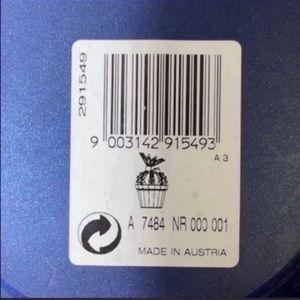 291549
9 003142 915493
A 3
A 7484 NR 000 001
MADE IN AUSTRIA